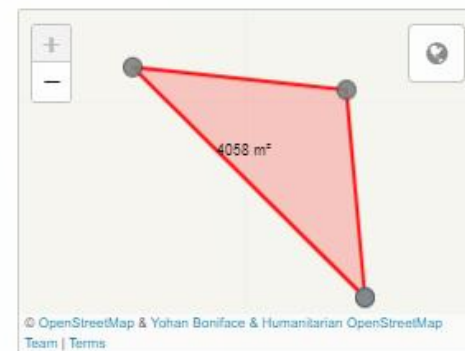 +
−
4058 m²
© OpenStreetMap & Yohan Boniface & Humanitarian OpenStreetMap
Team | Terms